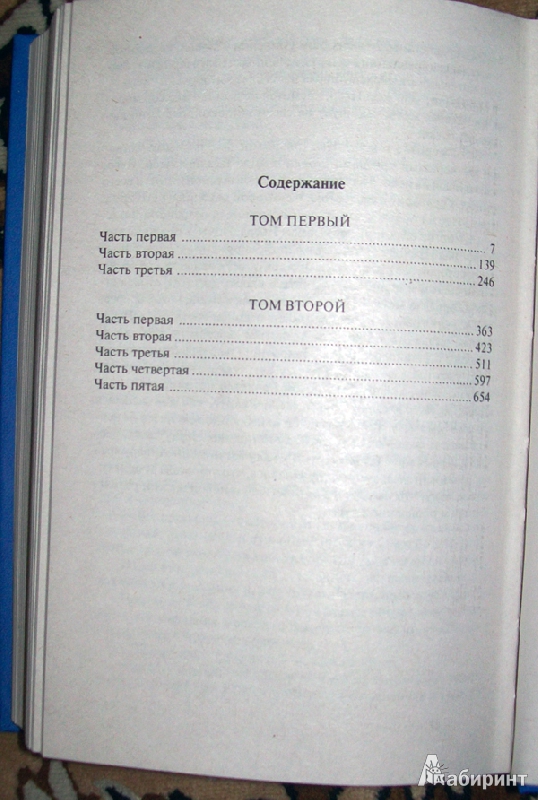 Содержание
ТОМ ПЕРВЫЙ
Часть первая 7
Часть вторая 139
Часть третья 246
ТОМ ВТОРОЙ
Часть первая 363
Часть вторая 423
Часть третья 511
Часть четвертая 597
Часть пятая 654
Лабиринт